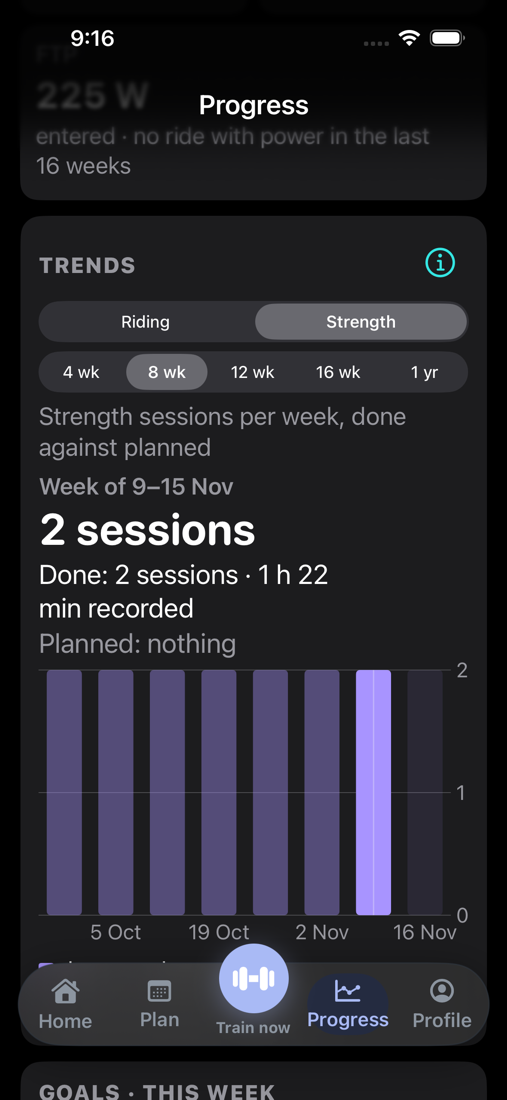 9:16
FTP
225 W
Progress
entered · no ride with power in the last
16 weeks
TRENDS
Riding
Strength
4 wk
8 wk
12 wk
16 wk
1 yr
Strength sessions per week, done
against planned
Week of 9–15 Nov
2 sessions
Done: 2 sessions · 1 h 22
min recorded
Planned: nothing
2
1
0
5 Oct
19 Oct
2 Nov
16 Nov
Home
Plan
Train now
Progress
Profile
GOALS · THIS WEEK